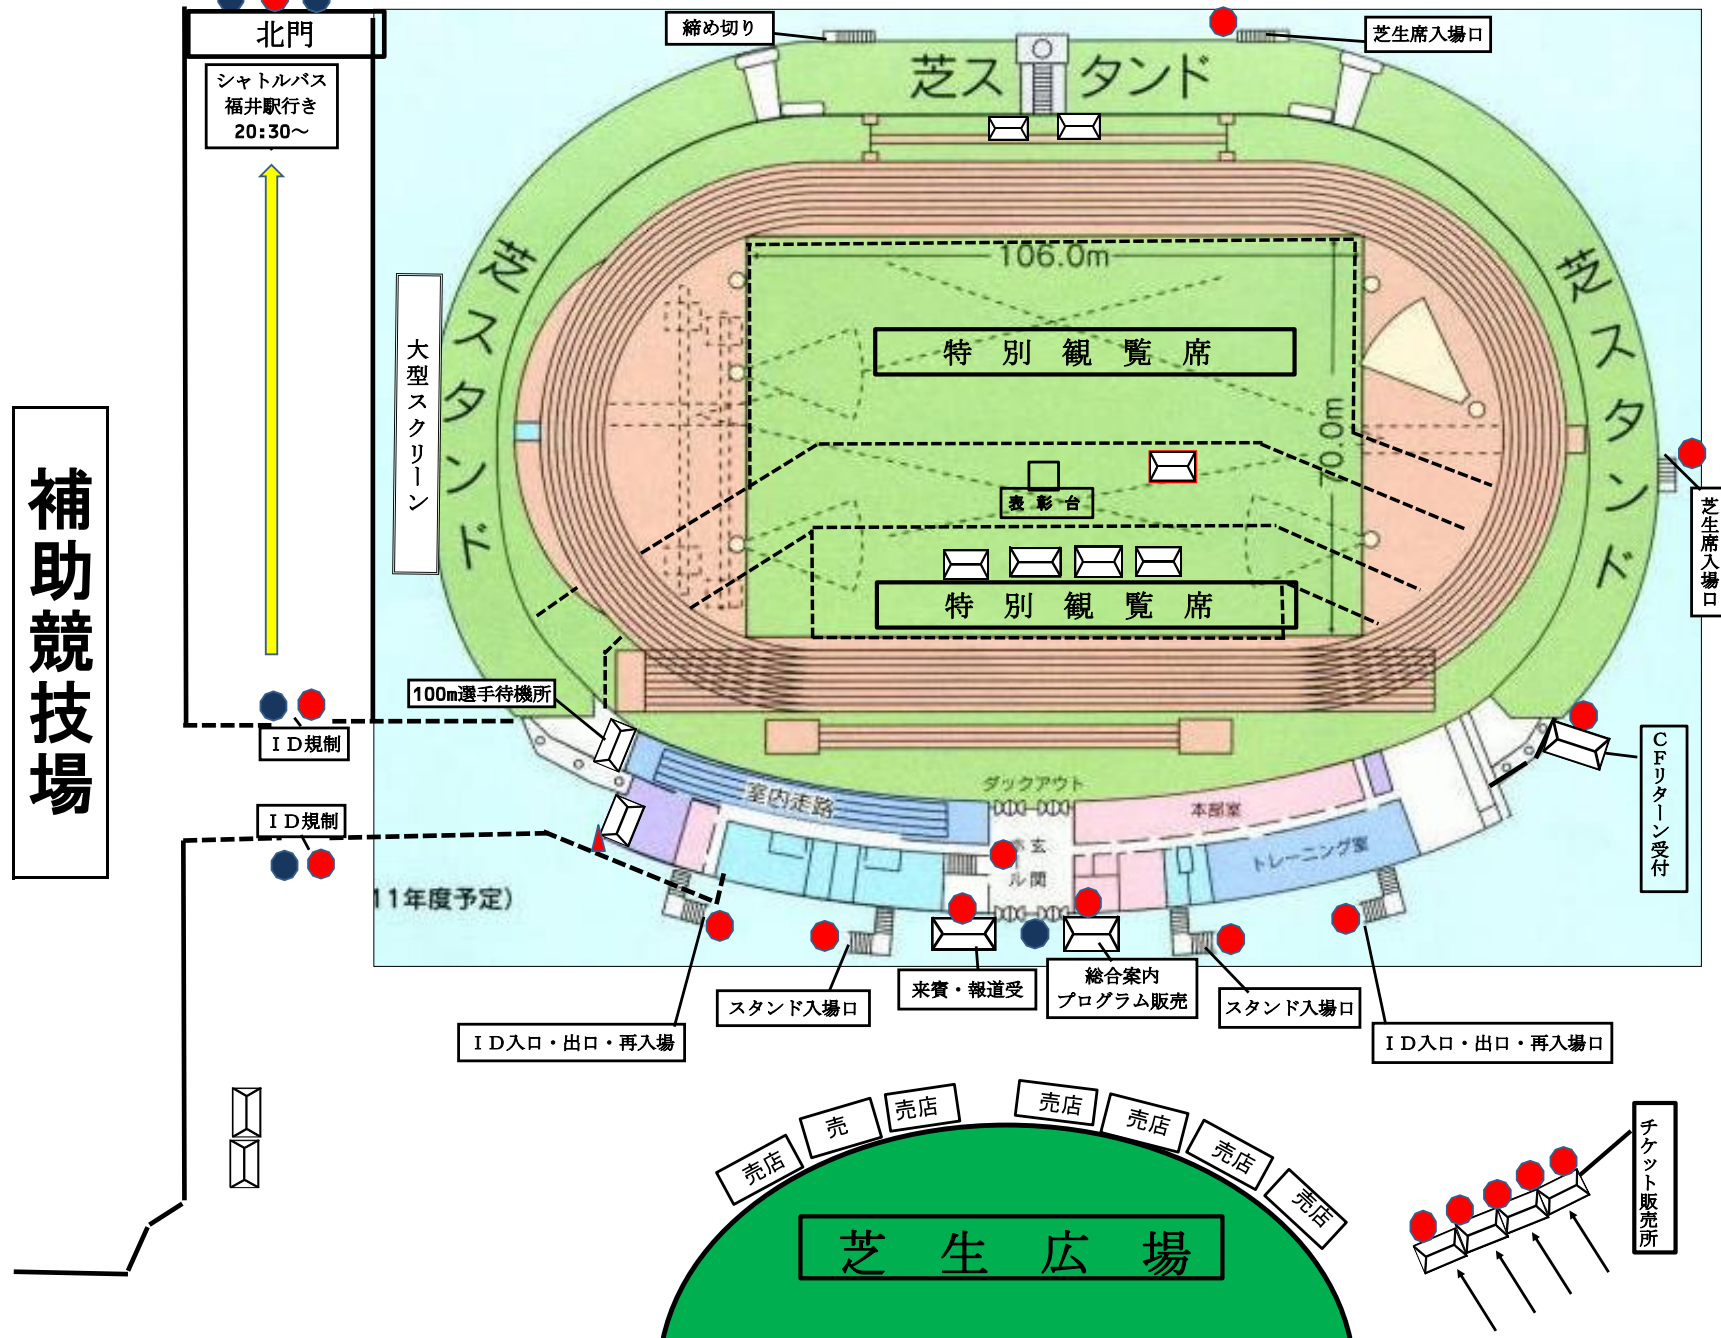 北門
シャトルバス
福井駅行き
20:30～
締め切り
芝生席入場口
芝ス タンド
芝スタンド
芝スタンド
106.0m
70.0m
大型スクリーン
特別観覧席
表彰台
特別観覧席
芝生席入場口
補助競技場
100m選手待機所
ＩＤ規制
ＩＤ規制
CFリターン受付
ダックアウト
室内走路
本部室
トレーニング室
玄
ル関
11年度予定)
来賓・報道受
総合案内
プログラム販売
スタンド入場口
スタンド入場口
ＩＤ入口・出口・再入場
ＩＤ入口・出口・再入場口
売店
売
売店
売店
売店
売店
売店
チケット販売所
芝生広場